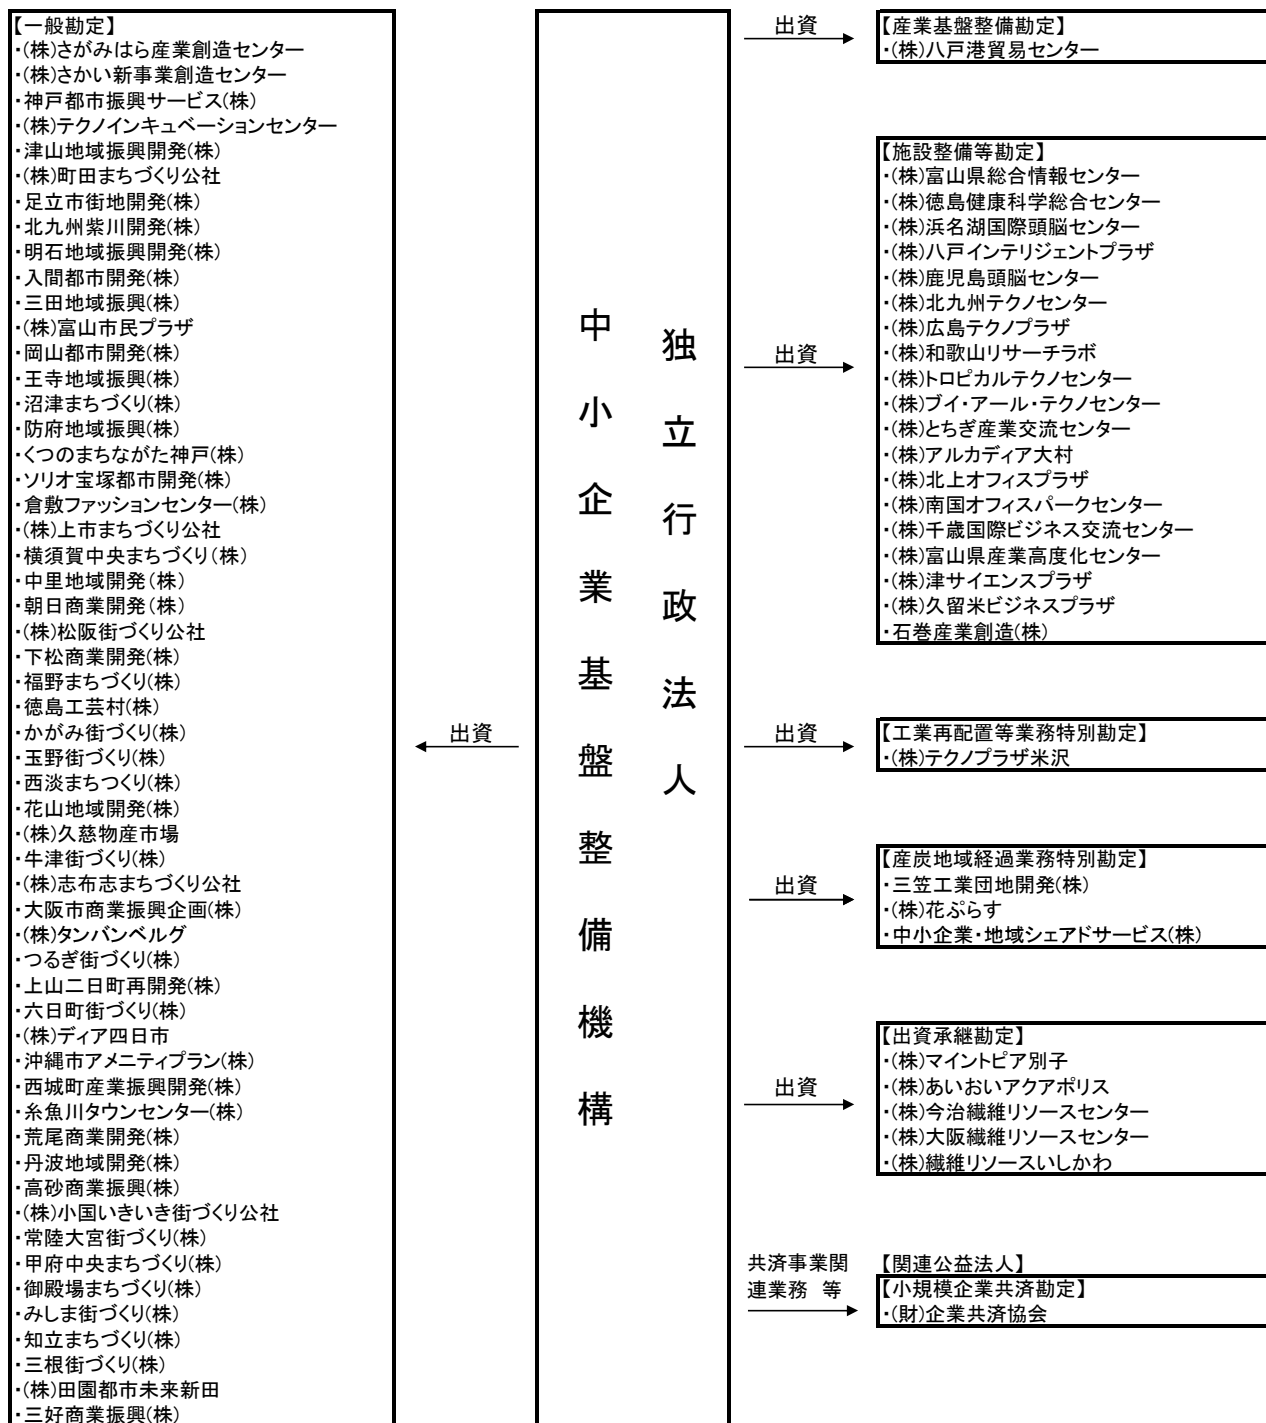 【一般勘定】
・(株)さがみはら産業創造センター
・(株)さかい新事業創造センター
・神戸都市振興サービス(株)
・(株)テクノインキュベーションセンター
・津山地域振興開発(株)
・(株)町田まちづくり公社
・足立市街地開発(株)
・北九州紫川開発(株)
・明石地域振興開発(株)
・入間都市開発(株)
・三田地域振興(株)
・(株)富山市民プラザ
・岡山都市開発(株)
・王寺地域振興(株)
・沼津まちづくり(株)
・防府地域振興(株)
・くつのまちながた神戸(株)
・ソリオ宝塚都市開発(株)
・倉敷ファッションセンター(株)
・(株)上市まちづくり公社
・横須賀中央まちづくり(株)
・中里地域開発(株)
・朝日商業開発(株)
・(株)松阪街づくり公社
・下松商業開発(株)
・福野まちづくり(株)
・徳島工芸村(株)
・かがみ街づくり(株)
・玉野街づくり(株)
・西淡まちつくり(株)
・花山地域開発(株)
・(株)久慈物産市場
・牛津街づくり(株)
・(株)志布志まちづくり公社
・大阪市商業振興企画(株)
・(株)タンバンベルグ
・つるぎ街づくり(株)
・上山二日町再開発(株)
・六日町街づくり(株)
・(株)ディア四日市
・沖縄市アメニティプラン(株)
・西城町産業振興開発(株)
・糸魚川タウンセンター(株)
・荒尾商業開発(株)
・丹波地域開発(株)
・高砂商業振興(株)
・(株)小国いきいき街づくり公社
・常陸大宮街づくり(株)
・甲府中央まちづくり(株)
・御殿場まちづくり(株)
・みしま街づくり(株)
・知立まちづくり(株)
・三根街づくり(株)
・(株)田園都市未来新田
・三好商業振興(株)
出資
独立行政法人
中小企業基盤整備機構
出資
【産業基盤整備勘定】
・(株)八戸港貿易センター
出資
【施設整備等勘定】
・(株)富山県総合情報センター
・(株)徳島健康科学総合センター
・(株)浜名湖国際頭脳センター
・(株)八戸インテリジェントプラザ
・(株)鹿児島頭脳センター
・(株)北九州テクノセンター
・(株)広島テクノプラザ
・(株)和歌山リサーチラボ
・(株)トロピカルテクノセンター
・(株)ブイ・アール・テクノセンター
・(株)とちぎ産業交流センター
・(株)アルカディア大村
・(株)北上オフィスプラザ
・(株)南国オフィスパークセンター
・(株)千歳国際ビジネス交流センター
・(株)富山県産業高度化センター
・(株)津サイエンスプラザ
・(株)久留米ビジネスプラザ
・石巻産業創造(株)
出資
【工業再配置等業務特別勘定】
・(株)テクノプラザ米沢
出資
【産炭地域経過業務特別勘定】
・三笠工業団地開発(株)
・(株)花ぷらす
・中小企業・地域シェアドサービス(株)
出資
【出資承継勘定】
・(株)マイントピア別子
・(株)あいおいアクアポリス
・(株)今治繊維リソースセンター
・(株)大阪繊維リソースセンター
・(株)繊維リソースいしかわ
共済事業関
連業務 等
【関連公益法人】
【小規模企業共済勘定】
・(財)企業共済協会